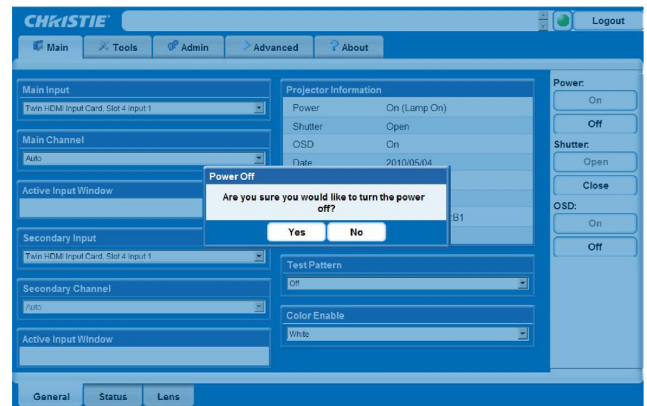 CHRISTIE
Logout
Main
Tools
Admin
Advanced
About
Main Input
Twin HDMI Input Card, Slot 4 Input 1
Main Channel
Auto
Active Input Window
Secondary Input
Twin HDMI Input Card, Slot 4 Input 1
Secondary Channel
Auto
Active Input Window
Projector Information
Power On (Lamp On)
Shutter Open
OSD On
Date 2010/05/04
2B1
Test Pattern
Off
Color Enable
White
Power Off
Are you sure you would like to turn the power
off?
Yes No
Power:
On
Off
Shutter:
Open
Close
OSD:
On
Off
General Status Lens